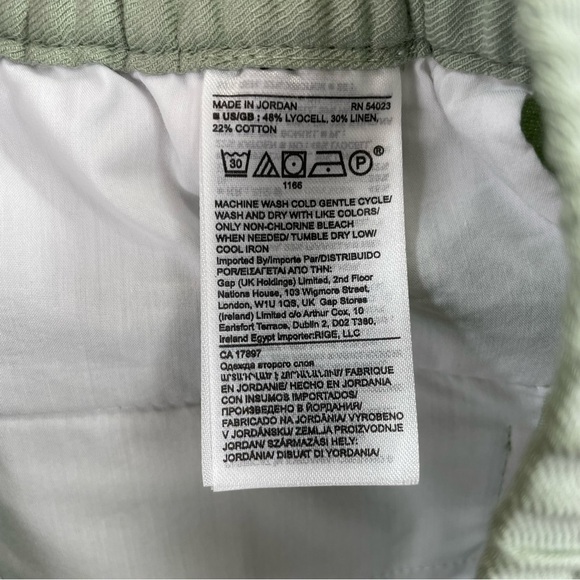 MADE IN JORDAN RN 54023
■ US/GB : 48% LYOCELL, 30% LINEN,
22% COTTON
30 P ®
1166
MACHINE WASH COLD GENTLE CYCLE/
WASH AND DRY WITH LIKE COLORS/
ONLY NON-CHLORINE BLEACH
WHEN NEEDED/ TUMBLE DRY LOW/
COOL IRON
Imported By/Importe Par/DISTRIBUIDO
POR/ΕΙΣΑΓΕΤΑΙ ΑΠΟ ΤΗΝ:
Gap (UK Holdings) Limited, 2nd Floor
Nations House, 103 Wigmore Street,
London, W1U 1QS, UK Gap Stores
(Ireland) Limited c/o Arthur Cox, 10
Earlsfort Terrace, Dublin 2, D02 T380,
Ireland Egypt Importer:RIGE, LLC
CA 17897
Одежда второго слоя
ԱՐՏԱԴՐՎԱԾ Է ՀՈՐԴԱՆԱՆՈՒՄ/ FABRIQUE
EN JORDANIE/ HECHO EN JORDANIA
CON INSUMOS IMPORTADOS/
ПРОИЗВЕДЕНО В ЙОРДАНИИ/
FABRICADO NA JORDÂNIA/ VYROBENO
V JORDÁNSKU/ ZEMLJA PROIZVODNJE
JORDAN/ SZÁRMAZÁSI HELY:
JORDÁNIA/ DIBUAT DI YORDANIA/